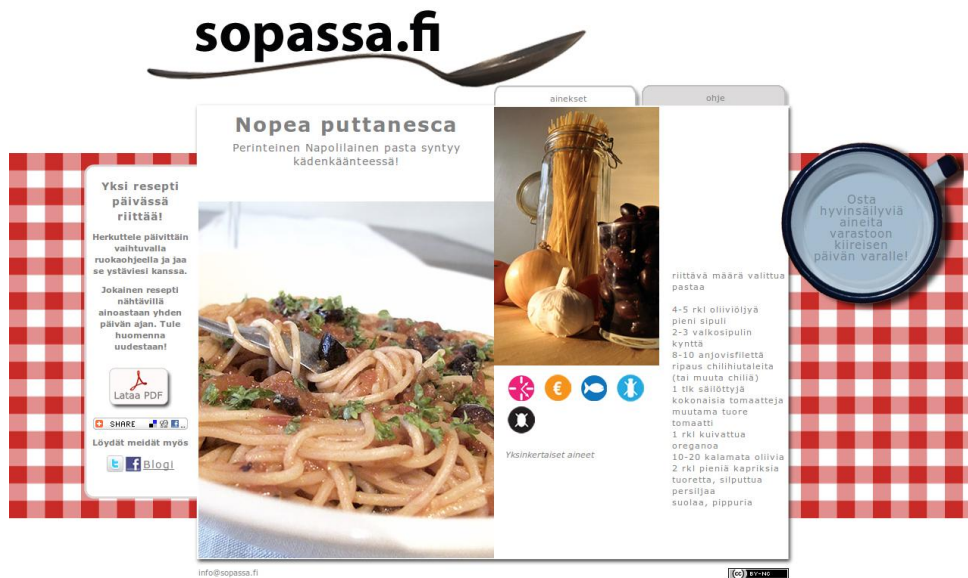 sopassa.fi
ainekset
ohje
Nopea puttanesca
Perinteinen Napolilainen pasta syntyy
kädenkäänteessä!
Yksi resepti
päivässä
riittää!
Herkuttele päivittäin
vaihtuvalla
ruokaohjeella ja jaa
se ystäviesi kanssa.
Jokainen resepti
nähtävillä
ainoastaan yhden
päivän ajan. Tule
huomenna
uudestaan!
Lataa PDF
SHARE
Löydät meidät myös
Blogi
€
Yksinkertaiset aineet
riittävä määrä valittua
pastaa
4-5 rkl oliiviöljyä
pieni sipuli
2-3 valkosipulin
kynttä
8-10 anjovisfilettä
ripaus chilihiutaleita
(tai muuta chiliä)
1 tlk säilöttyjä
kokonaisia tomaatteja
muutama tuore
tomaatti
1 rkl kuivattua
oreganoa
10-20 kalamata oliivia
2 rkl pieniä kapriksia
tuoretta, silputtua
persiljaa
suolaa, pippuria
Osta
hyvinsäilyviä
aineita
varastoon
kiireisen
päivän varalle!
info@sopassa.fi
(cc) BY-NC